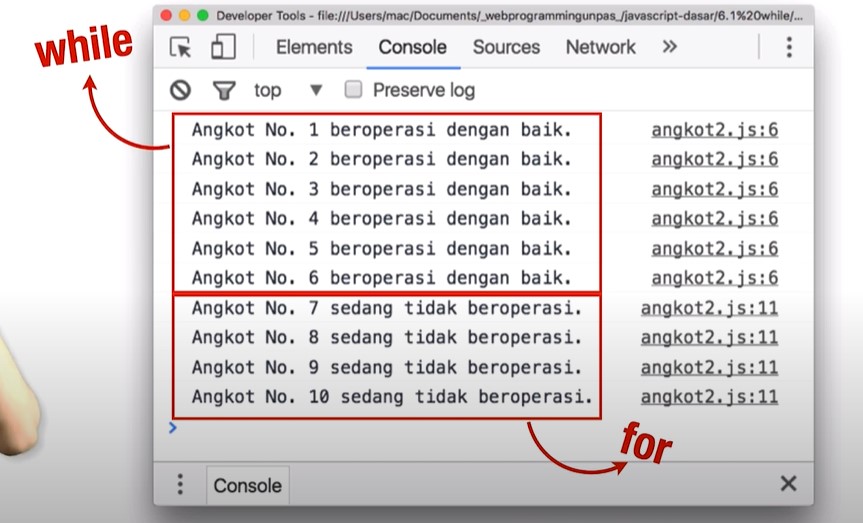 while
Developer Tools - file:///Users/mac/Documents/_webprogrammingunpas_/javascript-dasar/6.1%20while/...
Elements Console Sources Network »
top ▼ Preserve log
Angkot No. 1 beroperasi dengan baik. angkot2.js:6
Angkot No. 2 beroperasi dengan baik. angkot2.js:6
Angkot No. 3 beroperasi dengan baik. angkot2.js:6
Angkot No. 4 beroperasi dengan baik. angkot2.js:6
Angkot No. 5 beroperasi dengan baik. angkot2.js:6
Angkot No. 6 beroperasi dengan baik. angkot2.js:6
Angkot No. 7 sedang tidak beroperasi. angkot2.js:11
Angkot No. 8 sedang tidak beroperasi. angkot2.js:11
Angkot No. 9 sedang tidak beroperasi. angkot2.js:11
Angkot No. 10 sedang tidak beroperasi. angkot2.js:11
>
for
Console